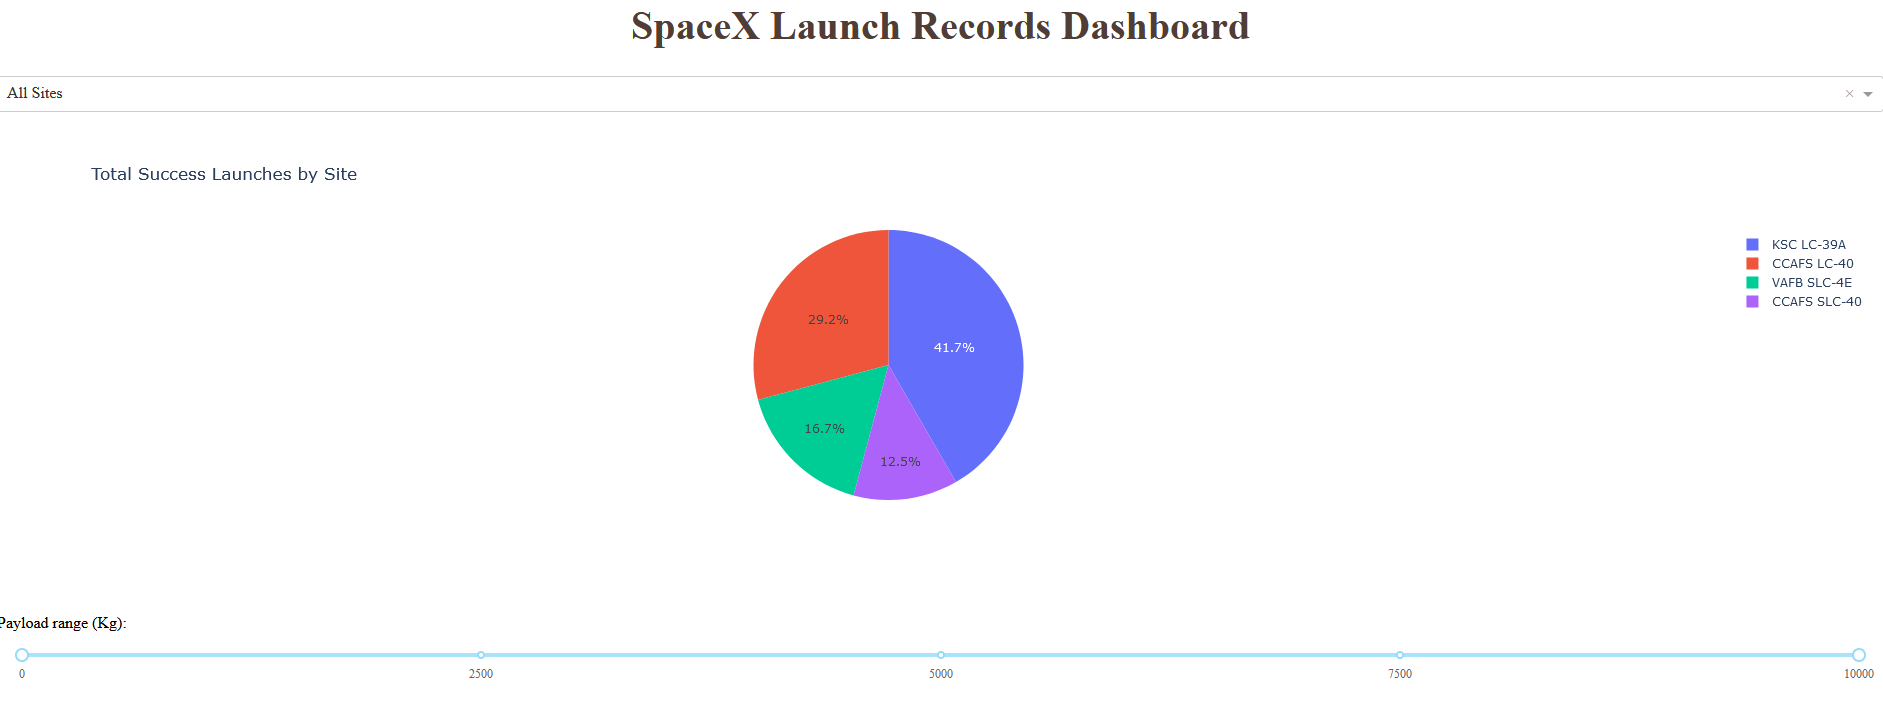 SpaceX Launch Records Dashboard
All Sites
×
Total Success Launches by Site
KSC LC-39A
CCAFS LC-40
VAFB SLC-4E
CCAFS SLC-40
29.2%
41.7%
16.7%
12.5%
Payload range (Kg):
0 2500 5000 7500 10000